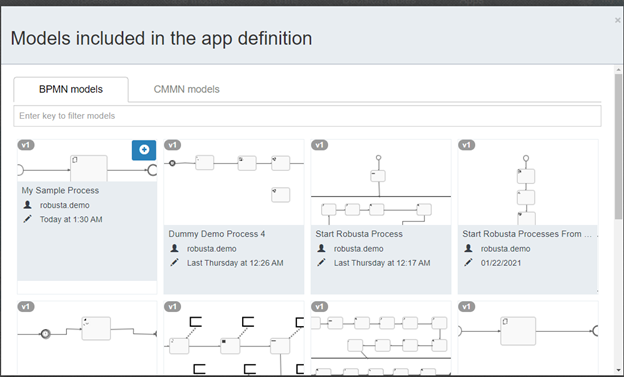 Models included in the app definition
BPMN models
CMMN models
Enter key to filter models
v1
My Sample Process
robusta.demo
Today at 1:30 AM
v1
Dummy Demo Process 4
robusta.demo
Last Thursday at 12:26 AM
v1
Start Robusta Process
robusta.demo
Last Thursday at 12:17 AM
v1
Start Robusta Processes From ...
robusta.demo
01/22/2021
v1
v1
v1
v1